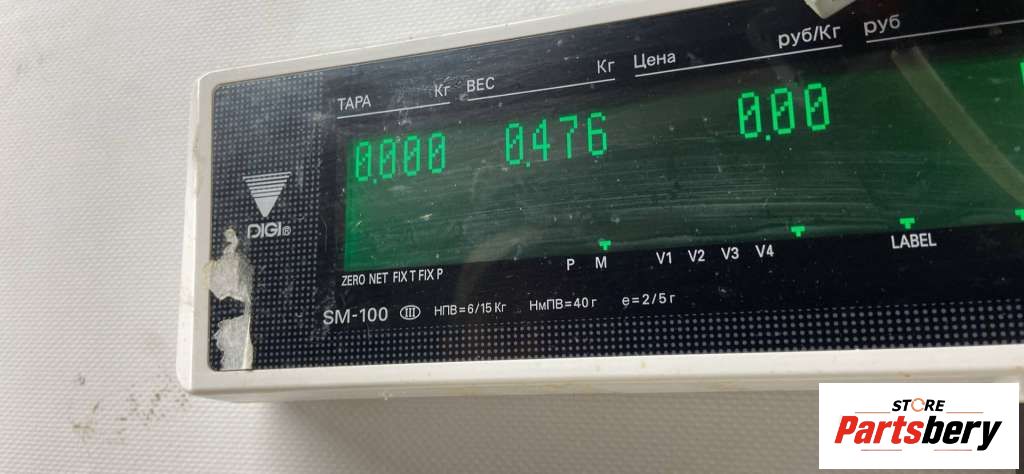 ТАРА Кг ВЕС Кг Цена руб/Кг руб
0.000 0.476 0.00
DIGI®
P M V1 V2 V3 V4 LABEL
ZERO NET FIX T FIX P
SM-100 III НПВ=6/15 Кг НмПВ=40 г e=2/5 г
STORE
Partsbery